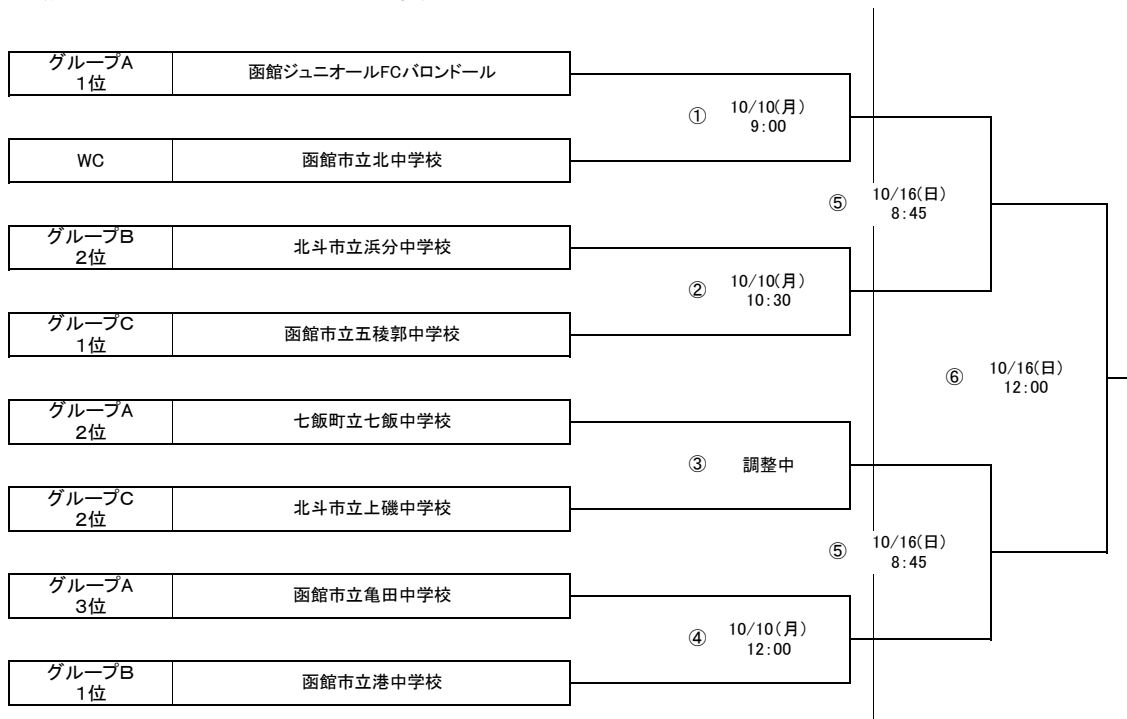 グループA
1位
函館ジュニオールFCバロンドール
① 10/10(月)
9:00
WC
函館市立北中学校
⑤ 10/16(日)
8:45
グループB
2位
北斗市立浜分中学校
② 10/10(月)
10:30
グループC
1位
函館市立五稜郭中学校
⑥ 10/16(日)
12:00
グループA
2位
七飯町立七飯中学校
③ 調整中
グループC
2位
北斗市立上磯中学校
⑤ 10/16(日)
8:45
グループA
3位
函館市立亀田中学校
④ 10/10(月)
12:00
グループB
1位
函館市立港中学校